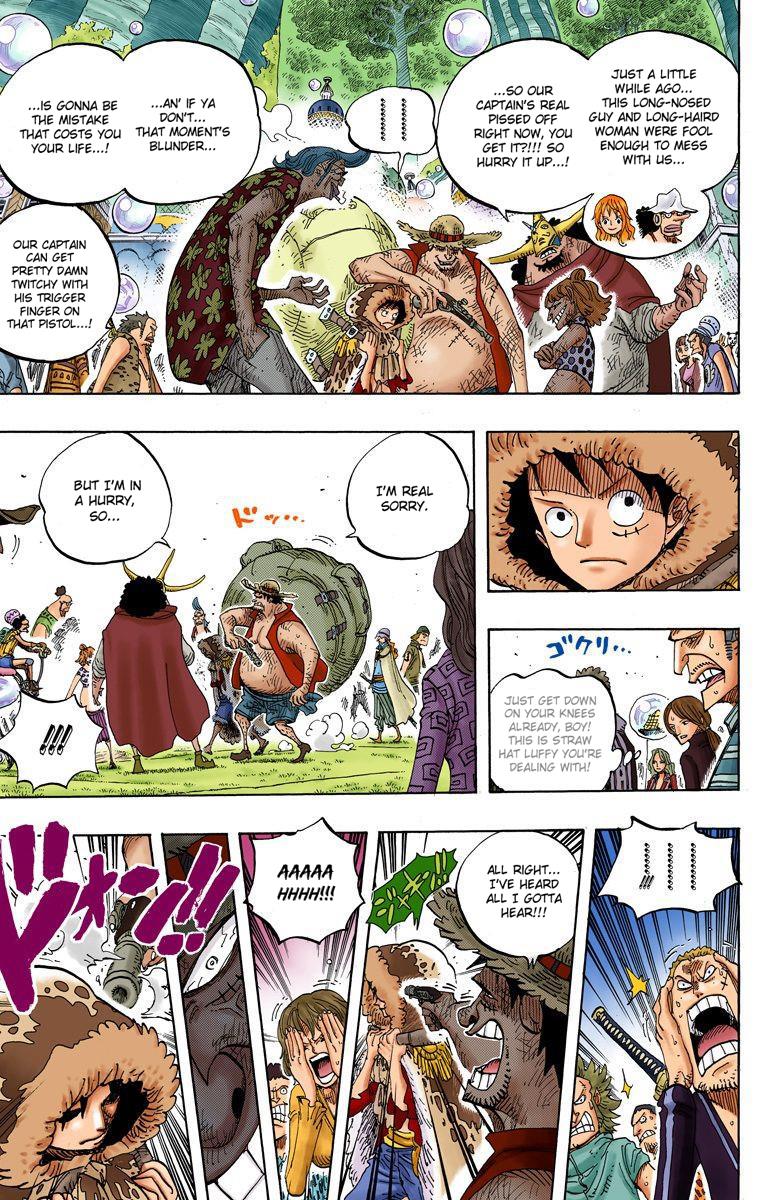 JUST A LITTLE
WHILE AGO...
THIS LONG-NOSED
GUY AND LONG-HAIRD
WOMAN WERE FOOL
ENOUGH TO MESS
WITH US...
...SO OUR
CAPTAIN'S REAL
PISSED OFF
RIGHT NOW, YOU
GET IT?!!! SO
HURRY IT UP...!
...AN' IF YA
DON'T...
THAT MOMENT'S
BLUNDER...
...IS GONNA BE
THE MISTAKE
THAT COSTS YOU
YOUR LIFE...!
OUR CAPTAIN
CAN GET
PRETTY DAMN
TWITCHY WITH
HIS TRIGGER
FINGER ON
THAT PISTOL...!
I'M REAL
SORRY.
BUT I'M IN
A HURRY,
SO...
ドッ...
!!!
ゴクリ...
JUST GET DOWN
ON YOUR KNEES
ALREADY, BOY!
THIS IS STRAW
HAT LUFFY YOU'RE
DEALING WITH!
ALL RIGHT...
I'VE HEARD
ALL I GOTTA
HEAR!!!
AAAAA
HHHH!!!
ドォン!!